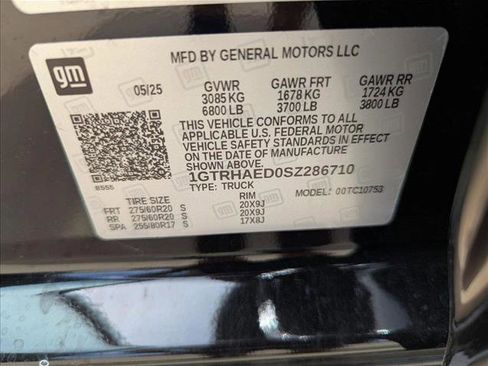 gm
MFD BY GENERAL MOTORS LLC
05/25
GVWR GAWR FRT GAWR RR
3085 KG 1678 KG 1724 KG
6800 LB 3700 LB 3800 LB
THIS VEHICLE CONFORMS TO ALL
APPLICABLE U.S. FEDERAL MOTOR
VEHICLE SAFETY STANDARDS IN
EFFECT ON THE DATE OF
MANUFACTURE SHOWN ABOVE.
1GTRHAED0SZ286710
TYPE: TRUCK MODEL: 00TC10753
TIRE SIZE RIM
FRT 275/60R20 S 20X9J
RR 275/60R20 S 20X9J
SPA 255/80R17 S 17X8J